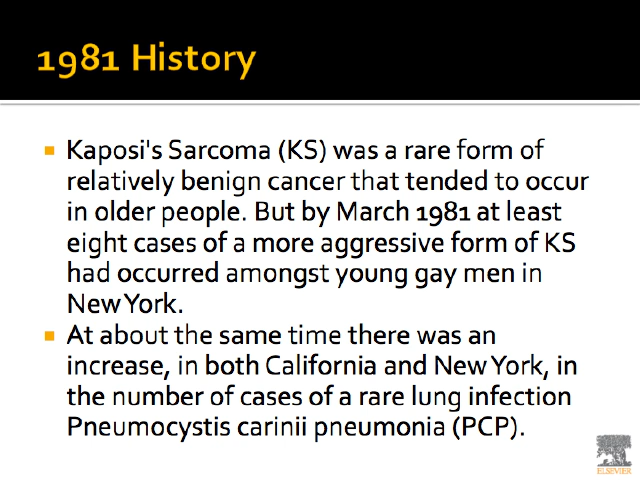 1981 History
▪ Kaposi's Sarcoma (KS) was a rare form of
relatively benign cancer that tended to occur
in older people. But by March 1981 at least
eight cases of a more aggressive form of KS
had occurred amongst young gay men in
New York.
▪ At about the same time there was an
increase, in both California and New York, in
the number of cases of a rare lung infection
Pneumocystis carinii pneumonia (PCP).
ELSEVIER